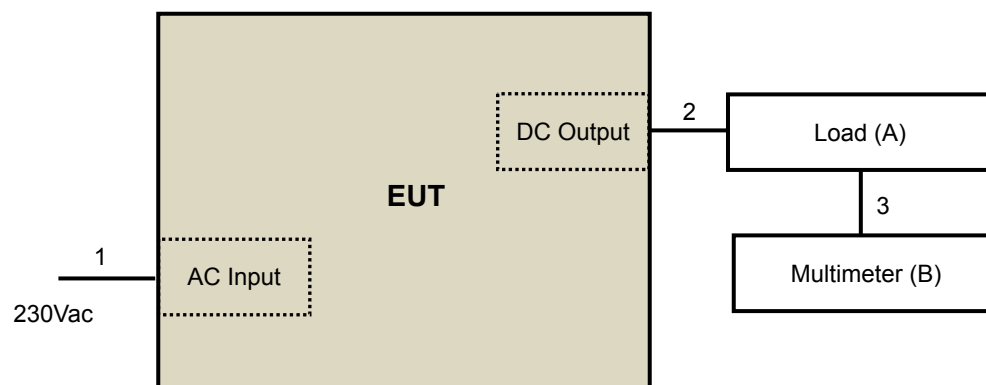 DC Output
2
Load (A)
EUT
3
1
AC Input
Multimeter (B)
230Vac